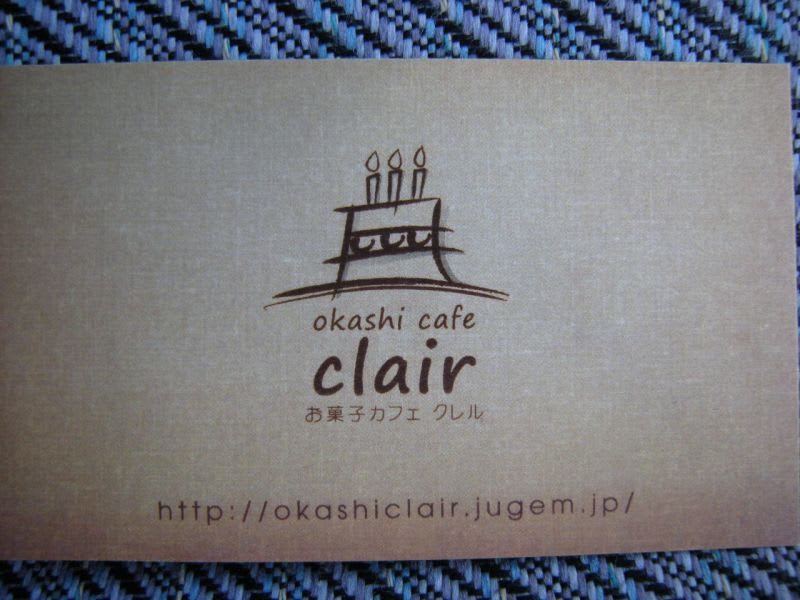 okashi cafe
clair
お菓子カフェ クレル
http://okashiclair.jugem.jp/